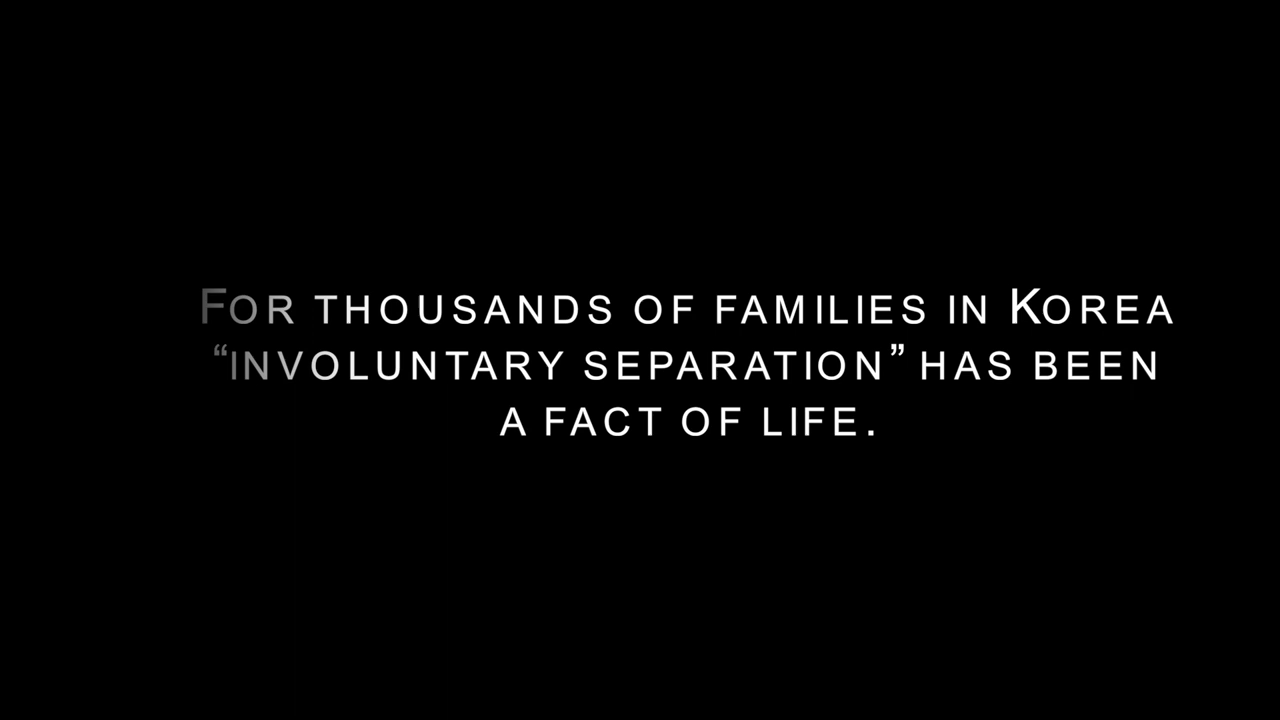 For thousands of families in Korea
“involuntary separation” has been
a fact of life.